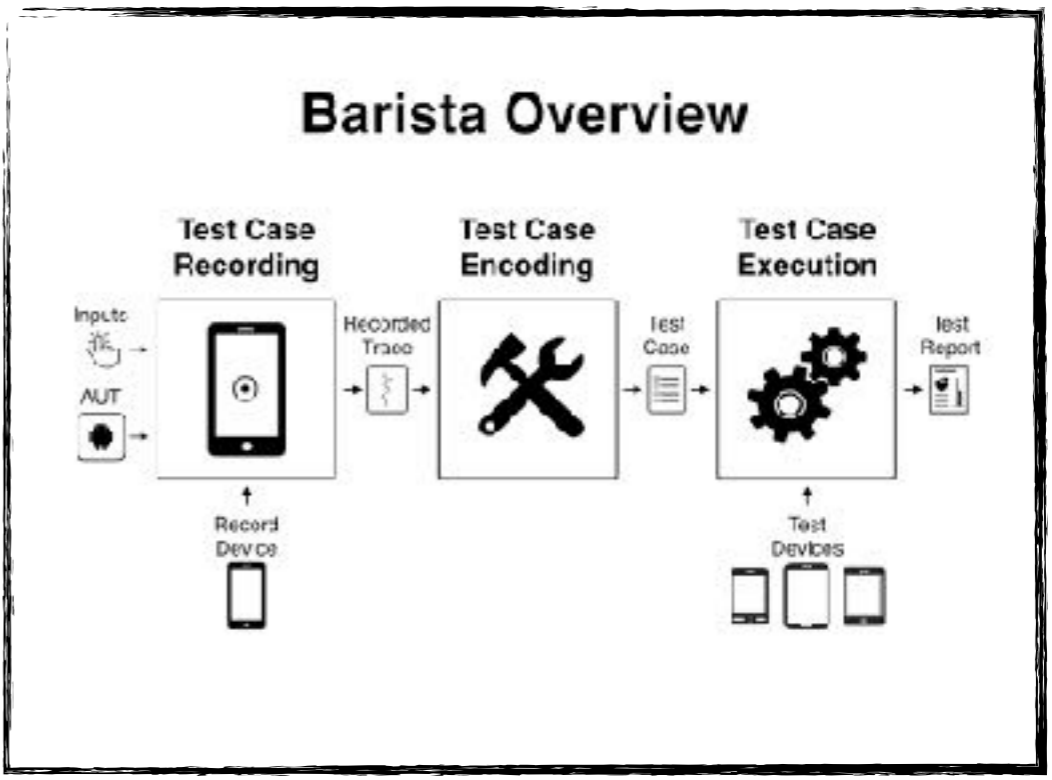 Barista Overview
Test Case
Recording
Test Case
Encoding
Test Case
Execution
Inputs
AUT
Recorded
Trace
Test
Case
Test
Report
Record
Device
Test
Devices